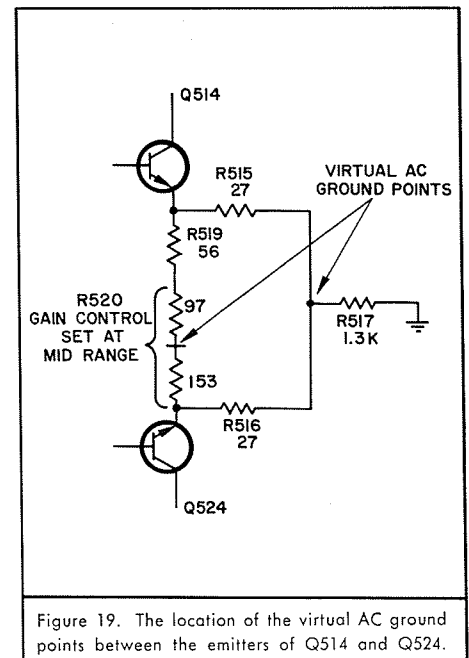 Q514
R515
27
VIRTUAL AC
GROUND POINTS
R519
56
R520
GAIN CONTROL
SET AT
MID RANGE
97
153
R517
1.3K
R516
27
Q524
Figure 19. The location of the virtual AC ground
points between the emitters of Q514 and Q524.